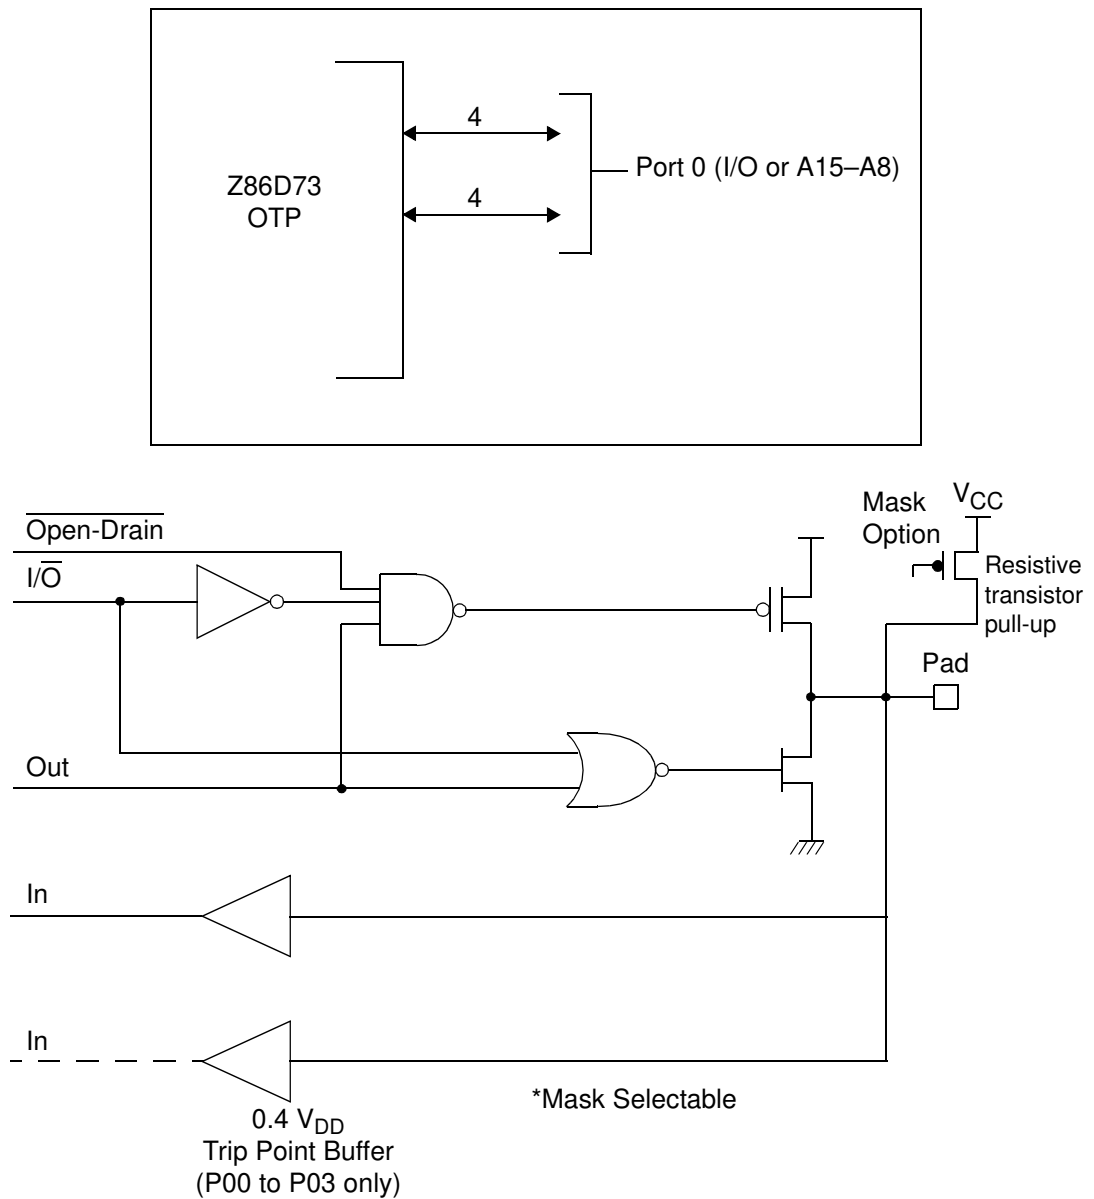 4
Z86D73
OTP
4
Port 0 (I/O or A15–A8)
Open-Drain
I/O
Mask
Option
VCC
Resistive
transistor
pull-up
Pad
Out
In
In
*Mask Selectable
0.4 VDD
Trip Point Buffer
(P00 to P03 only)